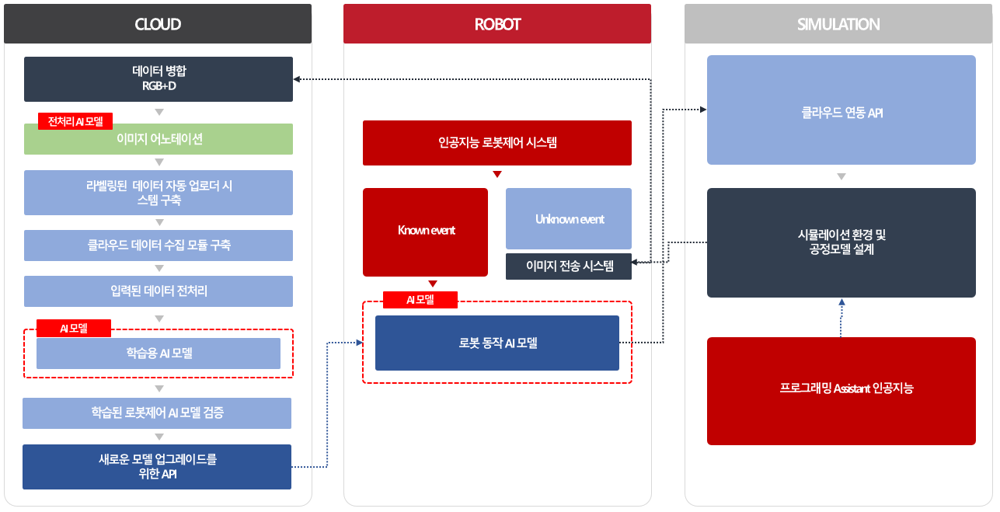 CLOUD
데이터 병합
RGB+D
전처리 AI 모델
이미지 어노테이션
라벨링된 데이터 자동 업로더 시
스템 구축
클라우드 데이터 수집 모듈 구축
입력된 데이터 전처리
AI 모델
학습용 AI 모델
학습된 로봇제어 AI 모델 검증
새로운 모델 업그레이드를
위한 API
ROBOT
인공지능 로봇제어 시스템
Known event
Unknown event
이미지 전송 시스템
AI 모델
로봇 동작 AI 모델
SIMULATION
클라우드 연동 API
시뮬레이션 환경 및
공정모델 설계
프로그래밍 Assistant 인공지능